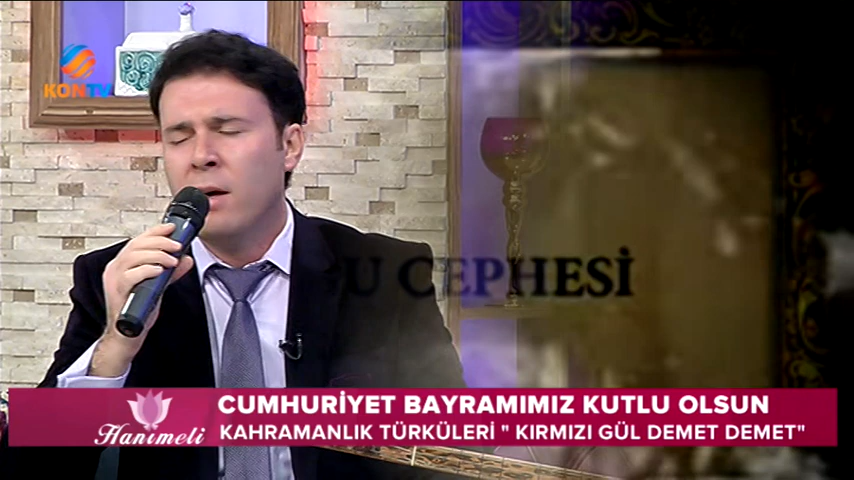 KONTV
U CEPHESİ
CUMHURİYET BAYRAMIMIZ KUTLU OLSUN
Hanımeli
KAHRAMANLIK TÜRKÜLERİ " KIRMIZI GÜL DEMET DEMET"